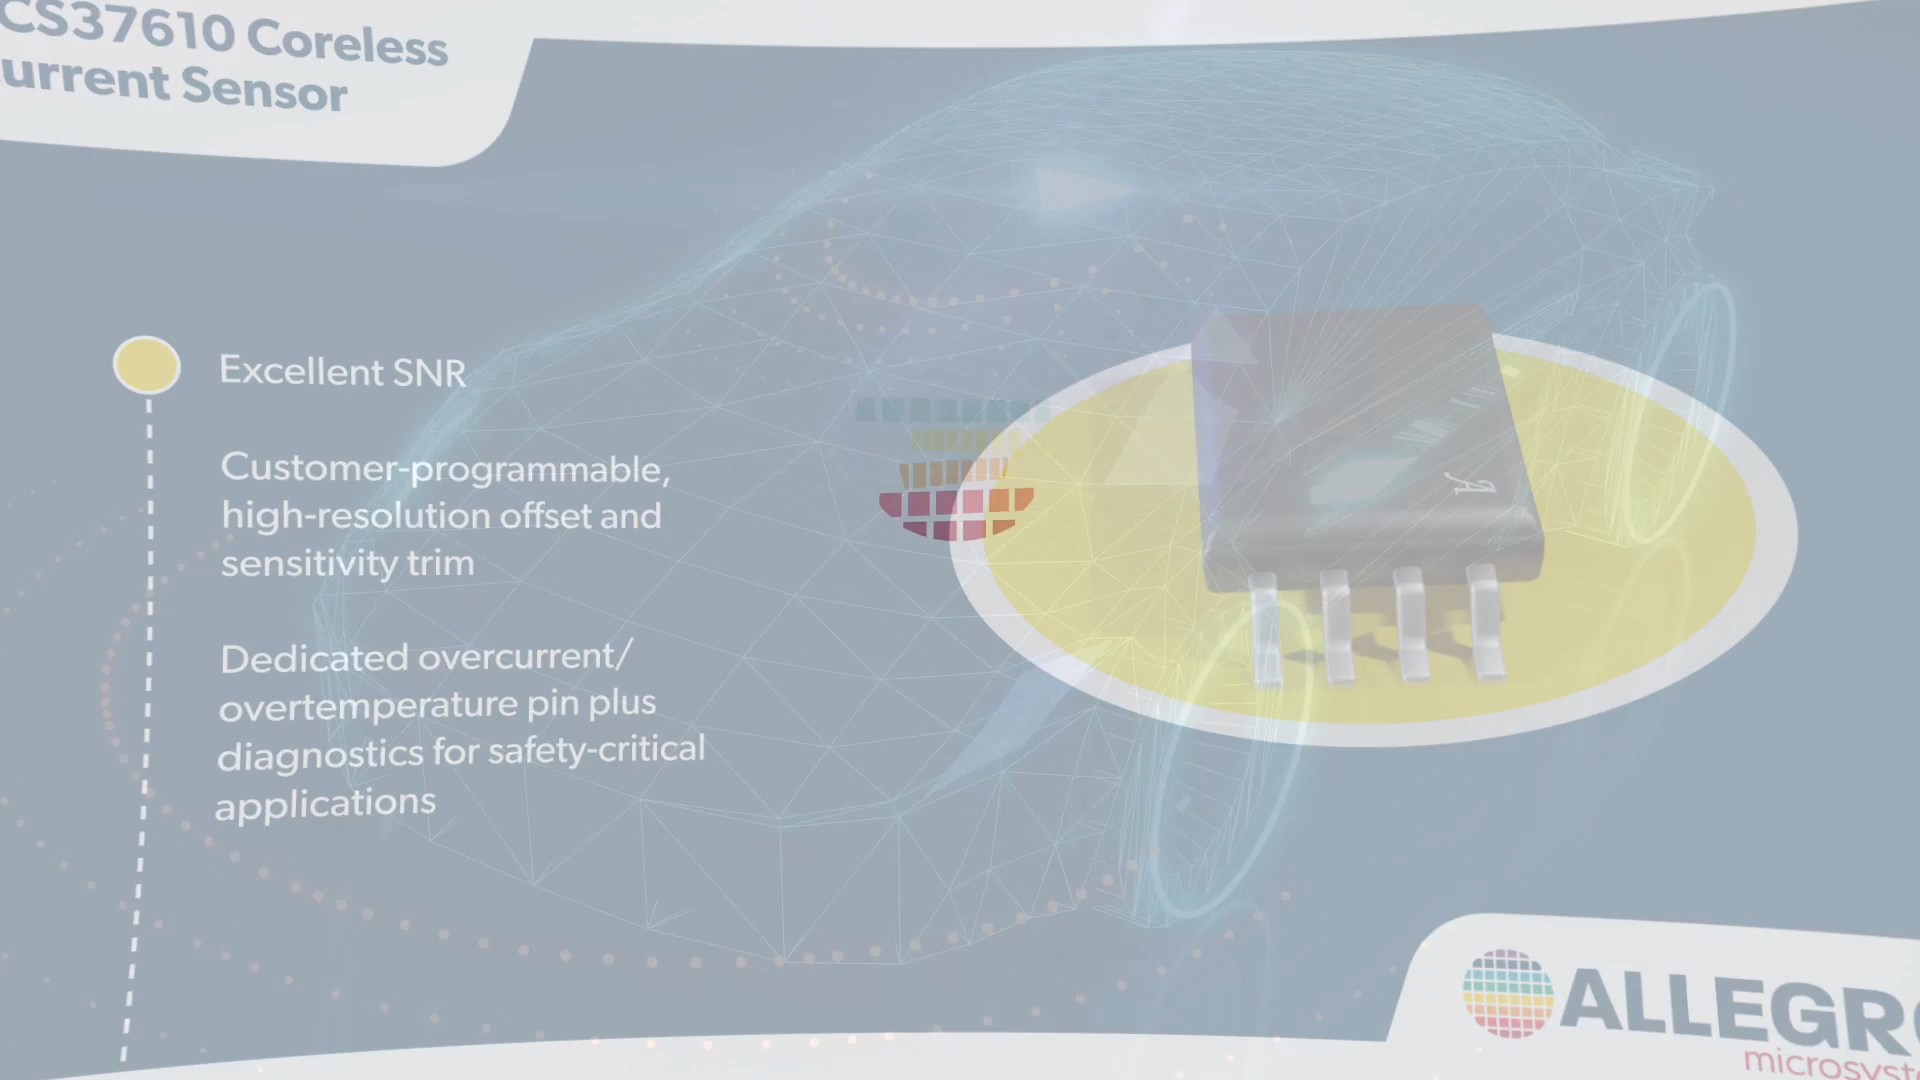 CS37610 Coreless
urrent Sensor
Excellent SNR
Customer-programmable,
high-resolution offset and
sensitivity trim
Dedicated overcurrent/
overtemperature pin plus
diagnostics for safety-critical
applications
A
ALLEGRO
microsyst